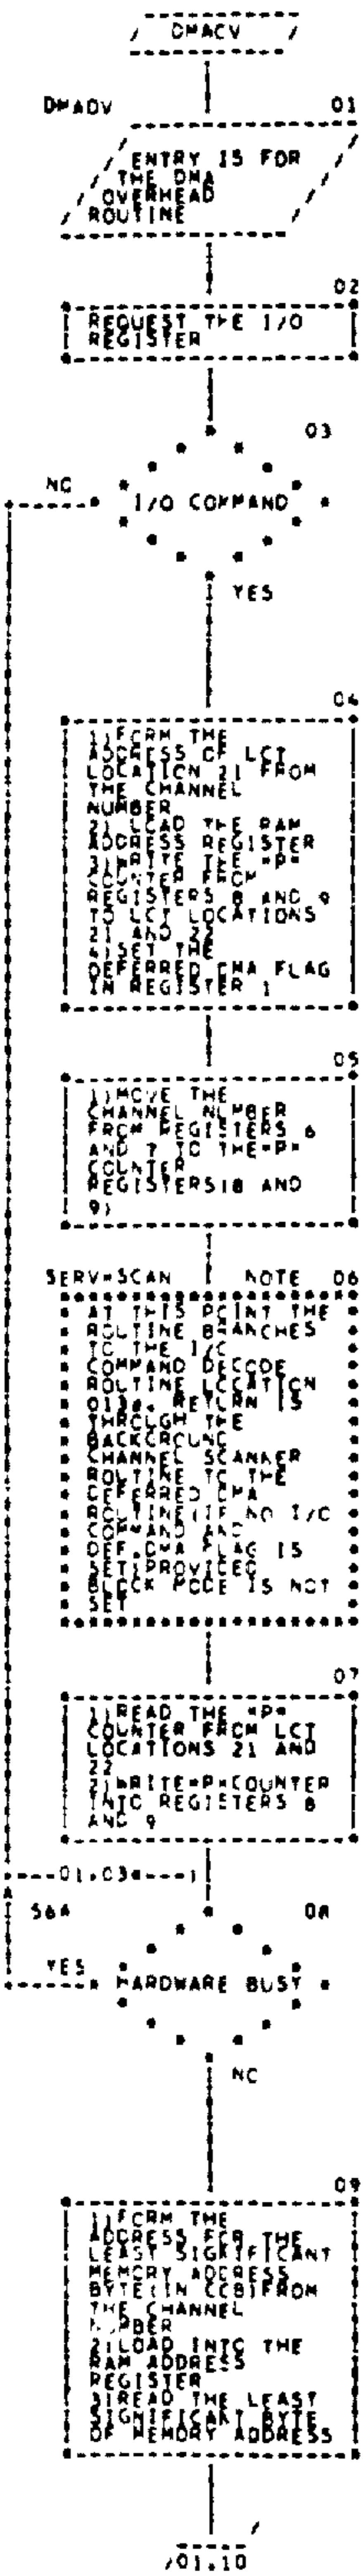 DMACV
DMADV 01
ENTRY IS FOR
THE DMA
OVERHEAD
ROUTINE
02
REQUEST THE I/O
REGISTER
03
NO
I/O COMMAND
YES
04
1)FORM THE
ADDRESS OF LCT
LOCATION 21 FROM
THE CHANNEL
NUMBER
2) LOAD THE RAM
ADDRESS REGISTER
3)WRITE THE *P*
COUNTER FROM
REGISTERS 8 AND 9
TO LCT LOCATIONS
21 AND 22
4)SET THE
DEFERRED DMA FLAG
IN REGISTER 1
05
1)MOVE THE
CHANNEL NUMBER
FROM REGISTERS 6
AND 7 TO THE*P*
COUNTER
REGISTERS(8 AND
9)
SERV*SCAN NOTE 06
AT THIS POINT THE
ROUTINE BRANCHES
TO THE I/O
COMMAND DECODE
ROUTINE LOCATION
RETURN IS
THROUGH THE
BACKGROUND
CHANNEL SCANNER
ROUTINE TO THE
DEFERRED DMA
ROUTINE(IF NO I/O
COMMAND AND
DEF.DMA FLAG IS
SET)PROVIDED
BLOCK MODE IS NOT
SET
07
1)READ THE *P*
COUNTER FROM LCT
LOCATIONS 21 AND
22
2)WRITE*P*COUNTER
INTO REGISTERS 8
AND 9
01.03*
56A 08
YES
HARDWARE BUSY
NO
09
1)FORM THE
ADDRESS FOR THE
LEAST SIGNIFICANT
MEMORY ADDRESS
BYTE(IN CCB)FROM
THE CHANNEL
NUMBER
2)LOAD INTO THE
RAM ADDRESS
REGISTER
3)READ THE LEAST
SIGNIFICANT BYTE
OF MEMORY ADDRESS
/01.10